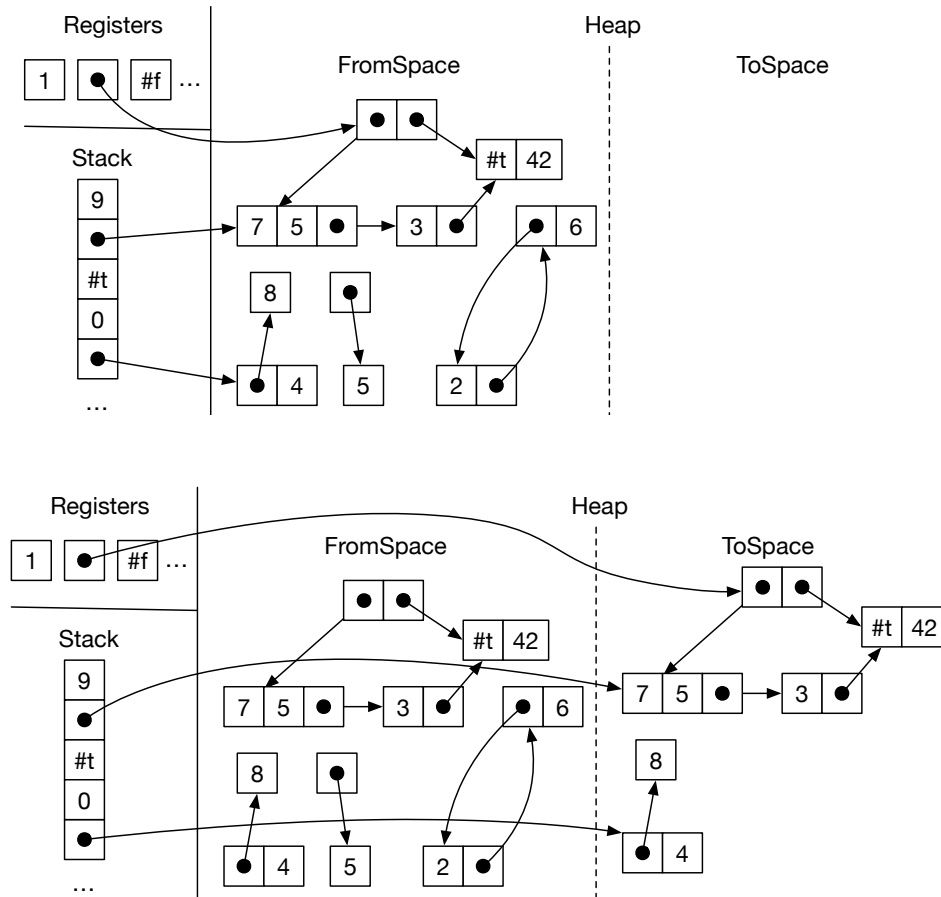 Registers
Heap
FromSpace
ToSpace
1
#f
...
#t 42
Stack
9
7 5
3
6
#t
8
0
4
5
2
...
Registers
Heap
FromSpace
ToSpace
1
#f
...
#t 42
#t 42
Stack
9
7 5
3
6
7 5
3
#t
8
8
0
4
5
2
4
...